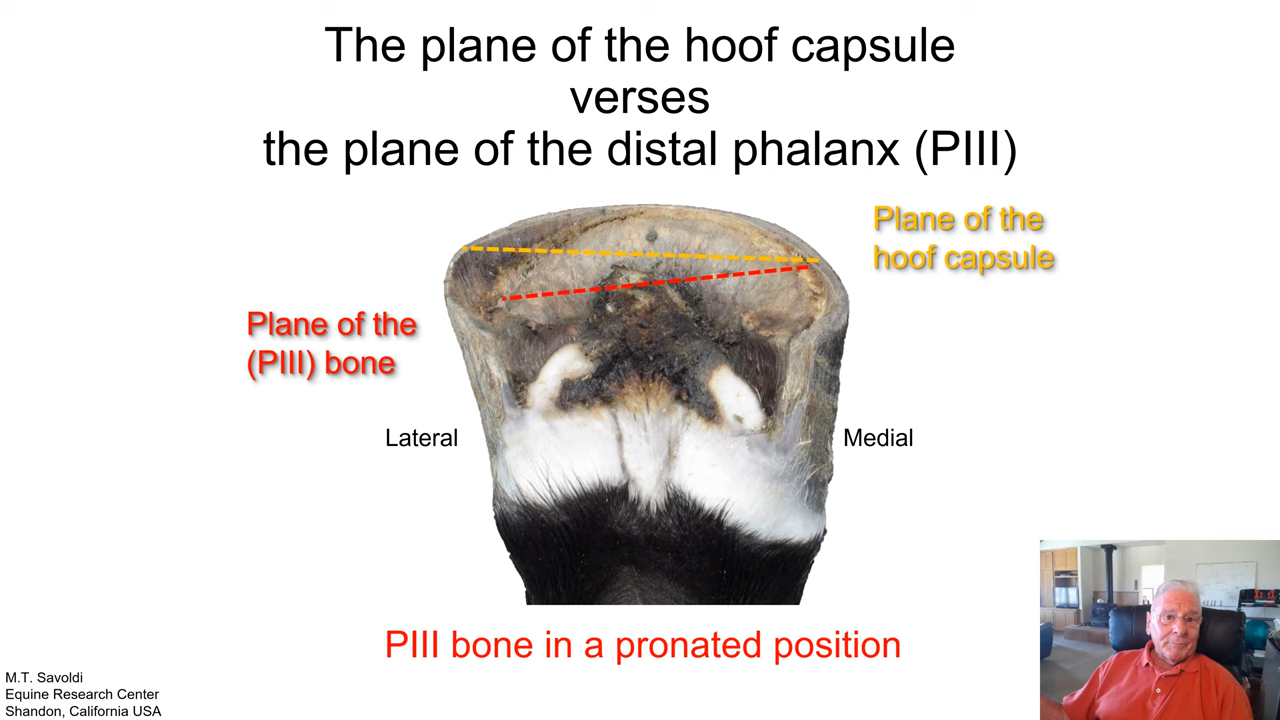 The plane of the hoof capsule
verses
the plane of the distal phalanx (PIII)
Plane of the
hoof capsule
Plane of the
(PIII) bone
Lateral
Medial
PIII bone in a pronated position
M.T. Savoldi
Equine Research Center
Shandon, California USA